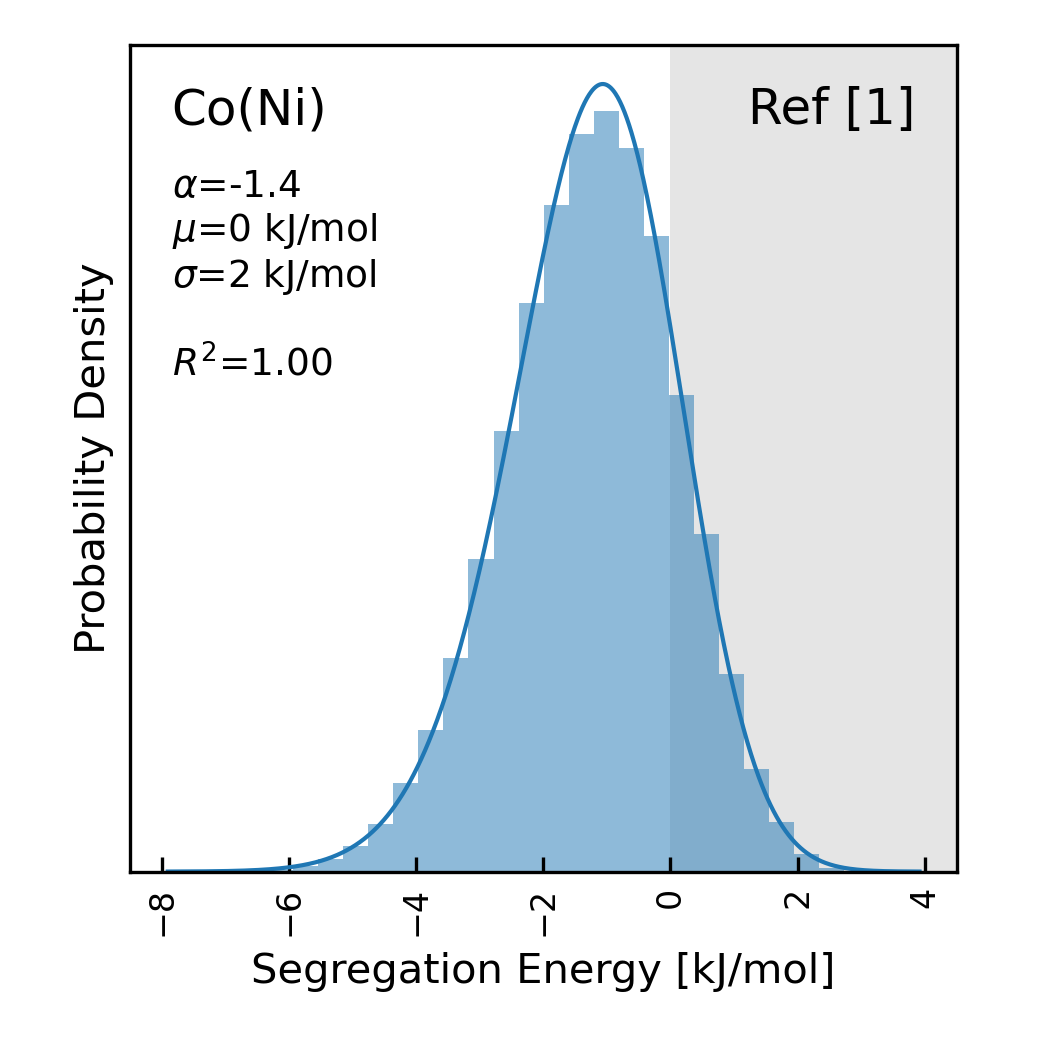 Co(Ni)
Ref [1]
α=-1.4
μ=0 kJ/mol
σ=2 kJ/mol
R²=1.00
Probability Density
−8 −6 −4 −2 0 2 4
Segregation Energy [kJ/mol]